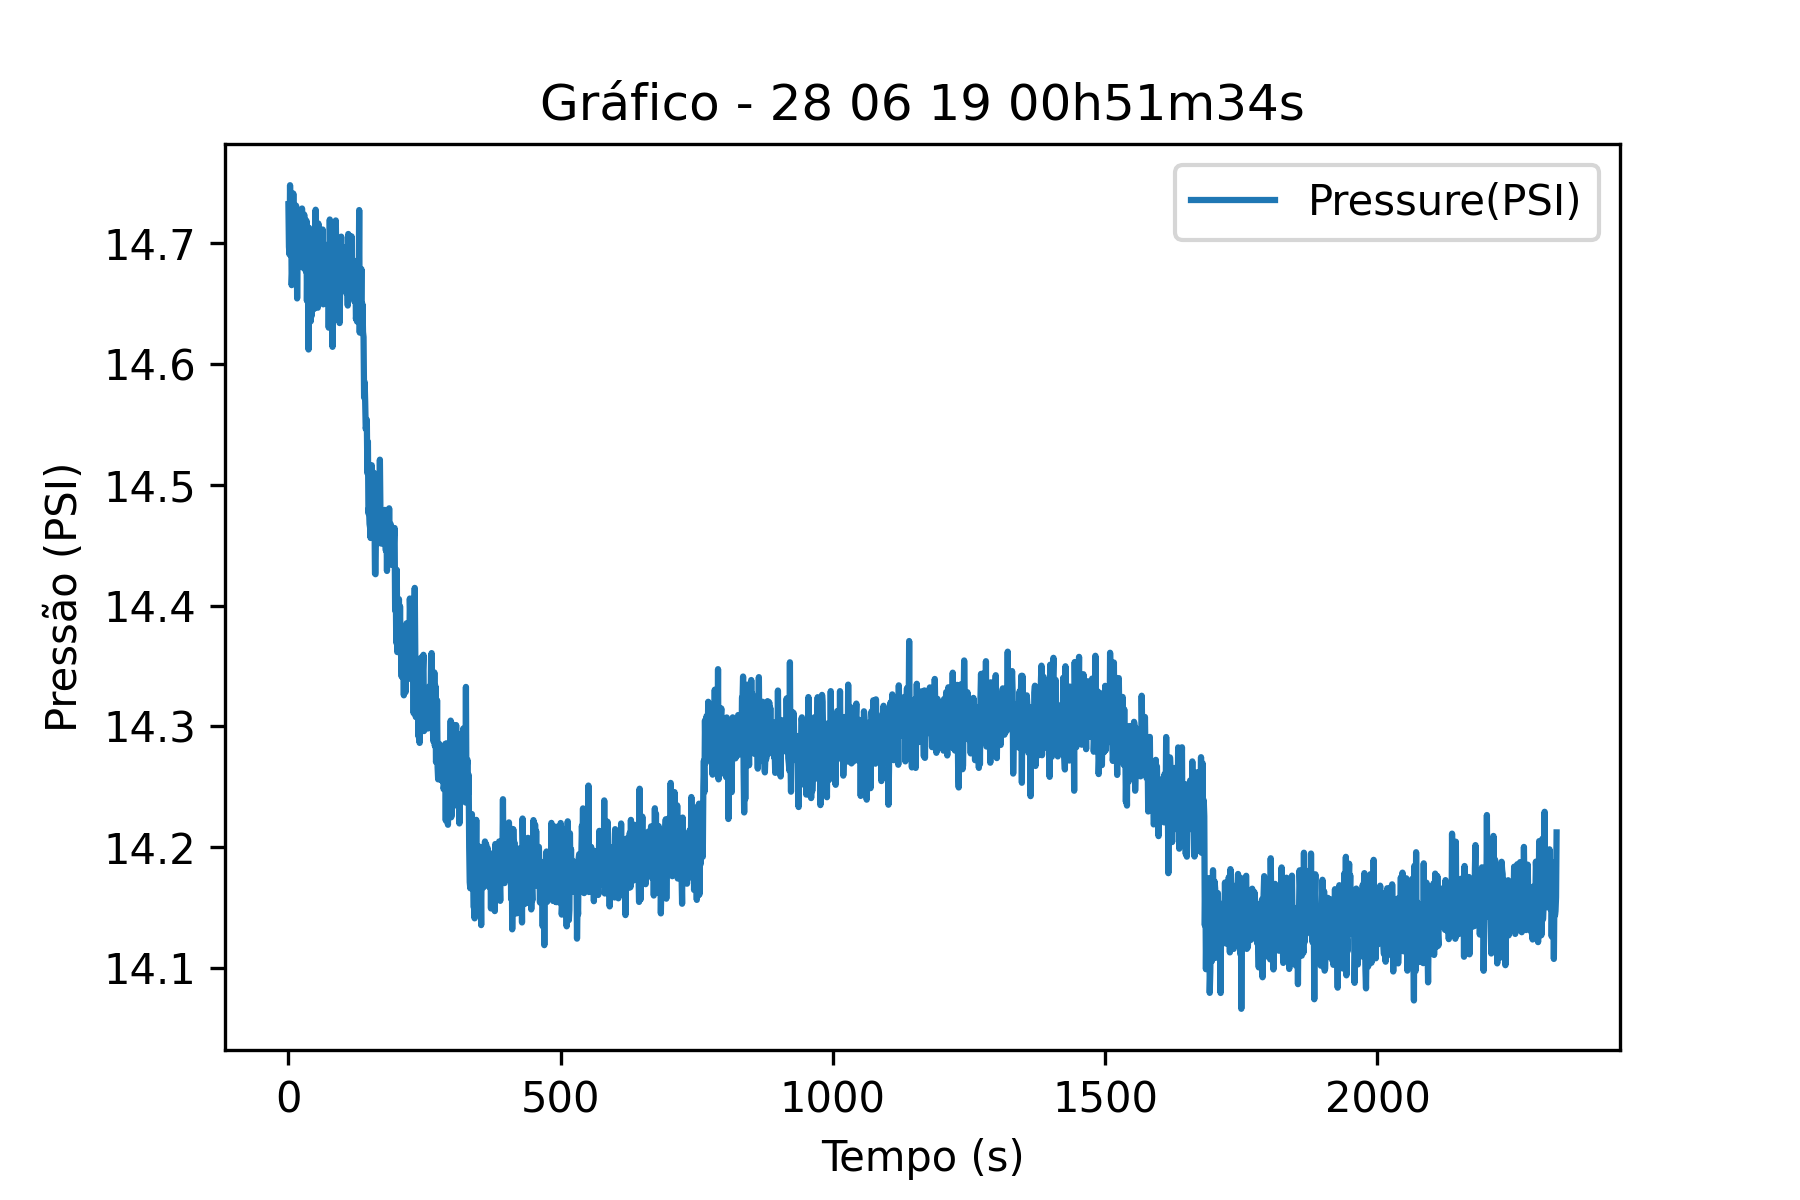 Gráfico - 28 06 19 00h51m34s
Pressure(PSI)
14.7
14.6
14.5
14.4
14.3
14.2
14.1
Pressão (PSI)
0 500 1000 1500 2000
Tempo (s)